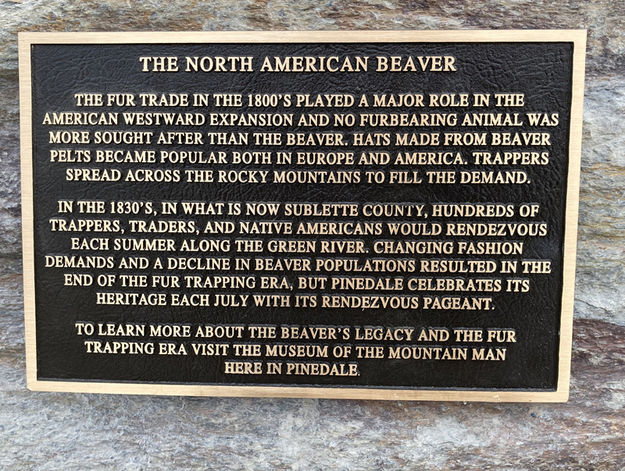 THE NORTH AMERICAN BEAVER
THE FUR TRADE IN THE 1800'S PLAYED A MAJOR ROLE IN THE
AMERICAN WESTWARD EXPANSION AND NO FURBEARING ANIMAL WAS
MORE SOUGHT AFTER THAN THE BEAVER. HATS MADE FROM BEAVER
PELTS BECAME POPULAR BOTH IN EUROPE AND AMERICA. TRAPPERS
SPREAD ACROSS THE ROCKY MOUNTAINS TO FILL THE DEMAND.
IN THE 1830'S, IN WHAT IS NOW SUBLETTE COUNTY, HUNDREDS OF
TRAPPERS, TRADERS, AND NATIVE AMERICANS WOULD RENDEZVOUS
EACH SUMMER ALONG THE GREEN RIVER. CHANGING FASHION
DEMANDS AND A DECLINE IN BEAVER POPULATIONS RESULTED IN THE
END OF THE FUR TRAPPING ERA, BUT PINEDALE CELEBRATES ITS
HERITAGE EACH JULY WITH ITS RENDEZVOUS PAGEANT.
TO LEARN MORE ABOUT THE BEAVER'S LEGACY AND THE FUR
TRAPPING ERA VISIT THE MUSEUM OF THE MOUNTAIN MAN
HERE IN PINEDALE.